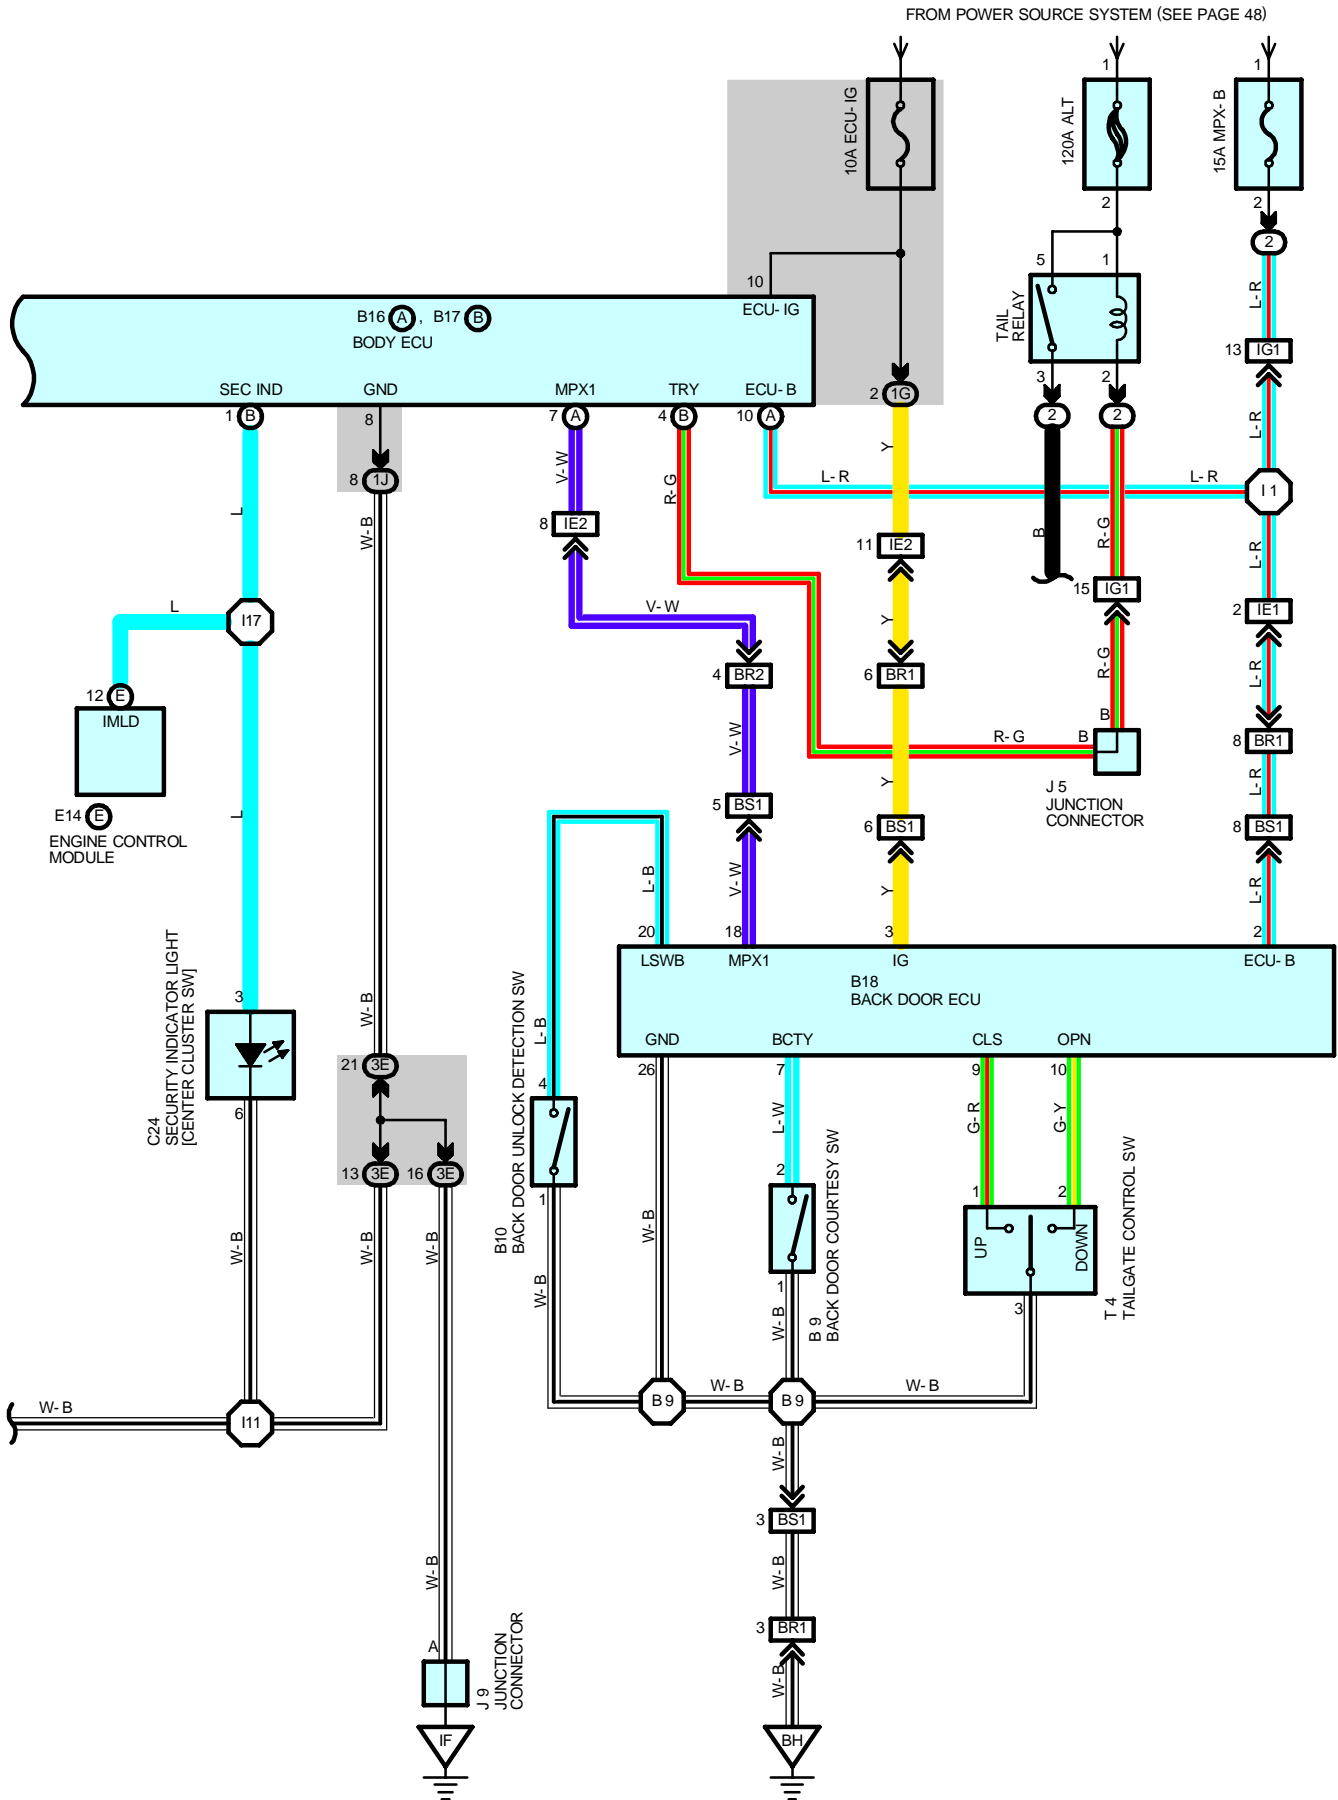 FROM POWER SOURCE SYSTEM (SEE PAGE 48)
1
1
10A ECU- IG
120A ALT
15A MPX- B
2
2
2
5
1
10
ECU- IG
B16 A , B17 B
BODY ECU
TAIL
RELAY
L- R
13 IG1
SEC IND
GND
MPX1
TRY
ECU- B
3
2
2 1G
1 B
8
7 A
4 B
10 A
2
2
L- R
Y
V- W
R- G
L- R
L- R
I 1
8 1J
L
W- B
8 IE2
B
R- G
11 IE2
L- R
15 IG1
2 IE1
L
I17
V- W
Y
R- G
L- R
4 BR2
6 BR1
12 E
IMLD
B
R- G
B
8 BR1
V- W
Y
L- R
J 5
JUNCTION
CONNECTOR
5 BS1
E14 E
ENGINE CONTROL
MODULE
L
6 BS1
8 BS1
L- B
V- W
Y
L- R
20
18
3
2
LSWB
MPX1
IG
ECU- B
B18
BACK DOOR ECU
C24
SECURITY INDICATOR LIGHT
[CENTER CLUSTER SW]
3
W- B
L- B
GND
BCTY
CLS
OPN
21 3E
26
7
9
10
4
6
L- W
G- R
G- Y
13 3E
16 3E
B10
BACK DOOR UNLOCK DETECTION SW
1
2
1
2
W- B
W- B
W- B
W- B
UP
DOWN
B 9
BACK DOOR COURTESY SW
T 4
TAILGATE CONTROL SW
W- B
1
W- B
3
W- B
I11
B 9
W- B
B 9
W- B
W- B
3 BS1
W- B
W- B
3 BR1
A
J 9
JUNCTION
CONNECTOR
W- B
IF
BH